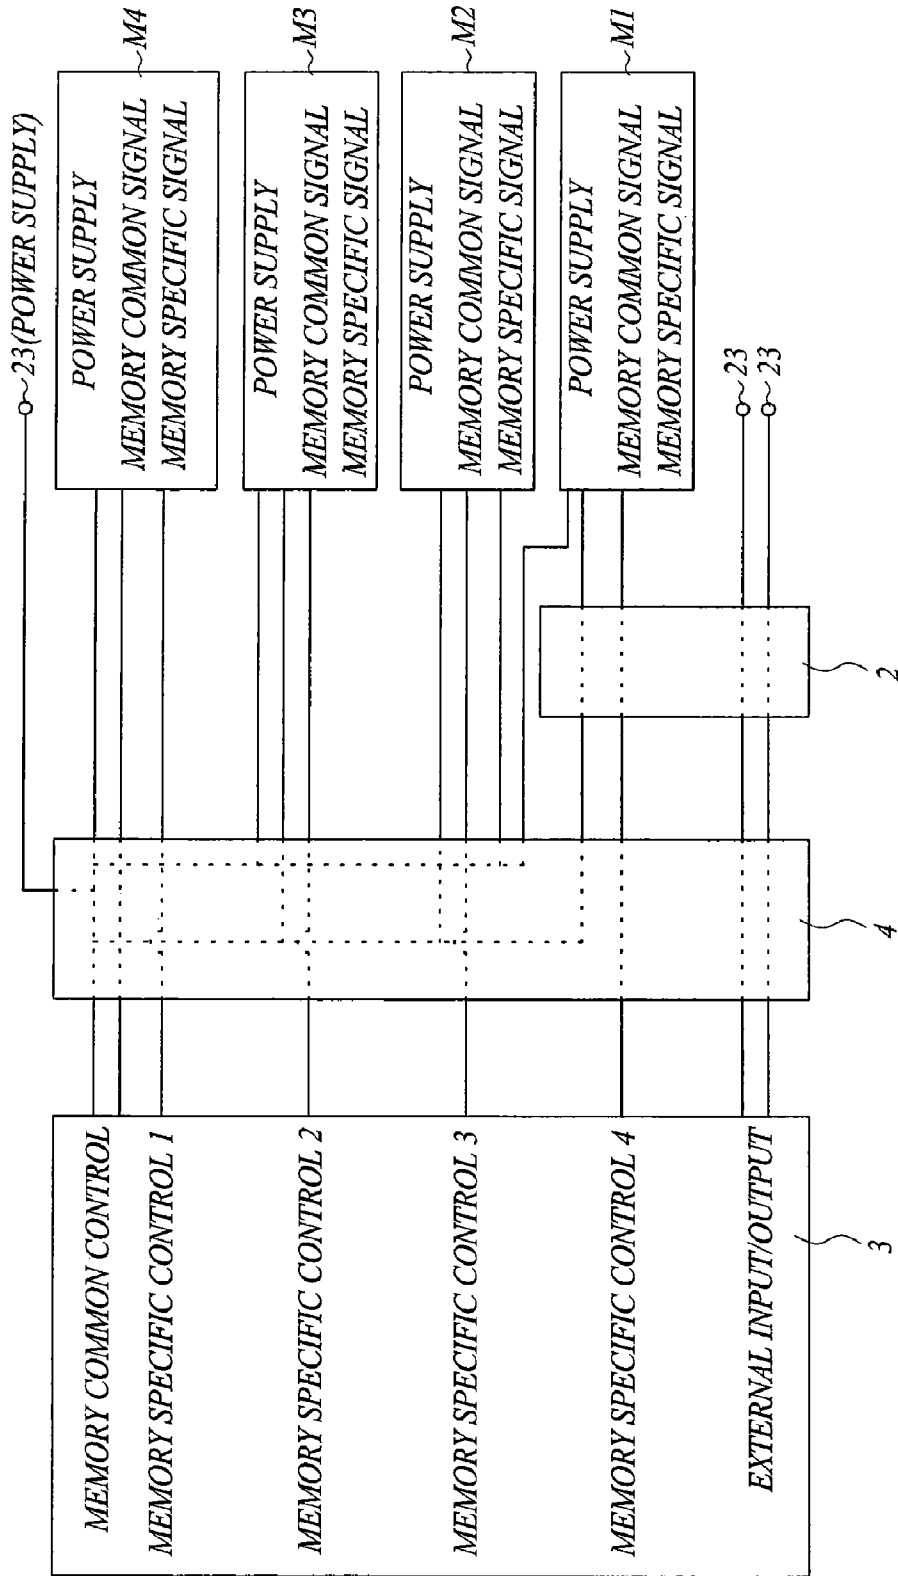 23(POWER SUPPLY)
M4
POWER SUPPLY
MEMORY COMMON SIGNAL
MEMORY SPECIFIC SIGNAL
M3
POWER SUPPLY
MEMORY COMMON SIGNAL
MEMORY SPECIFIC SIGNAL
M2
POWER SUPPLY
MEMORY COMMON SIGNAL
MEMORY SPECIFIC SIGNAL
M1
POWER SUPPLY
MEMORY COMMON SIGNAL
MEMORY SPECIFIC SIGNAL
23
23
2
4
MEMORY COMMON CONTROL
MEMORY SPECIFIC CONTROL 1
MEMORY SPECIFIC CONTROL 2
MEMORY SPECIFIC CONTROL 3
MEMORY SPECIFIC CONTROL 4
EXTERNAL INPUT/OUTPUT
3